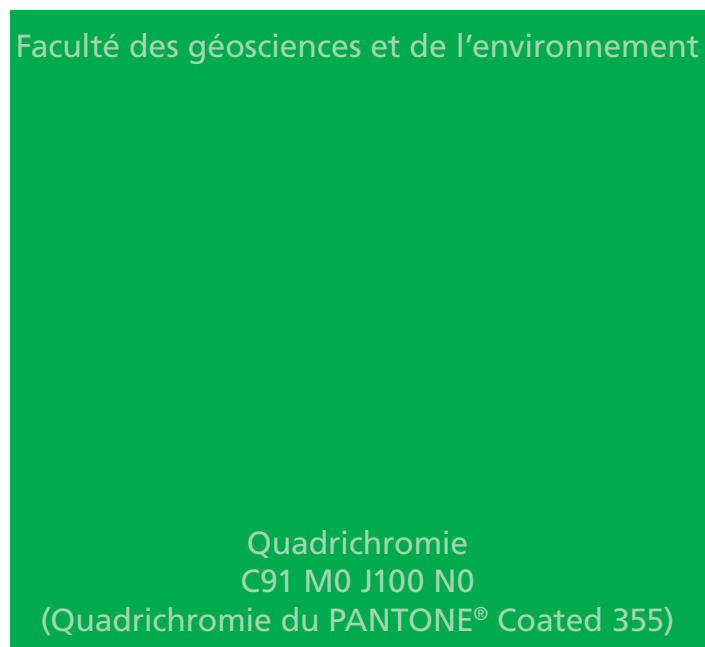 Faculté des géosciences et de l’environnement
Quadrichromie
C91 M0 J100 N0
(Quadrichromie du PANTONE® Coated 355)